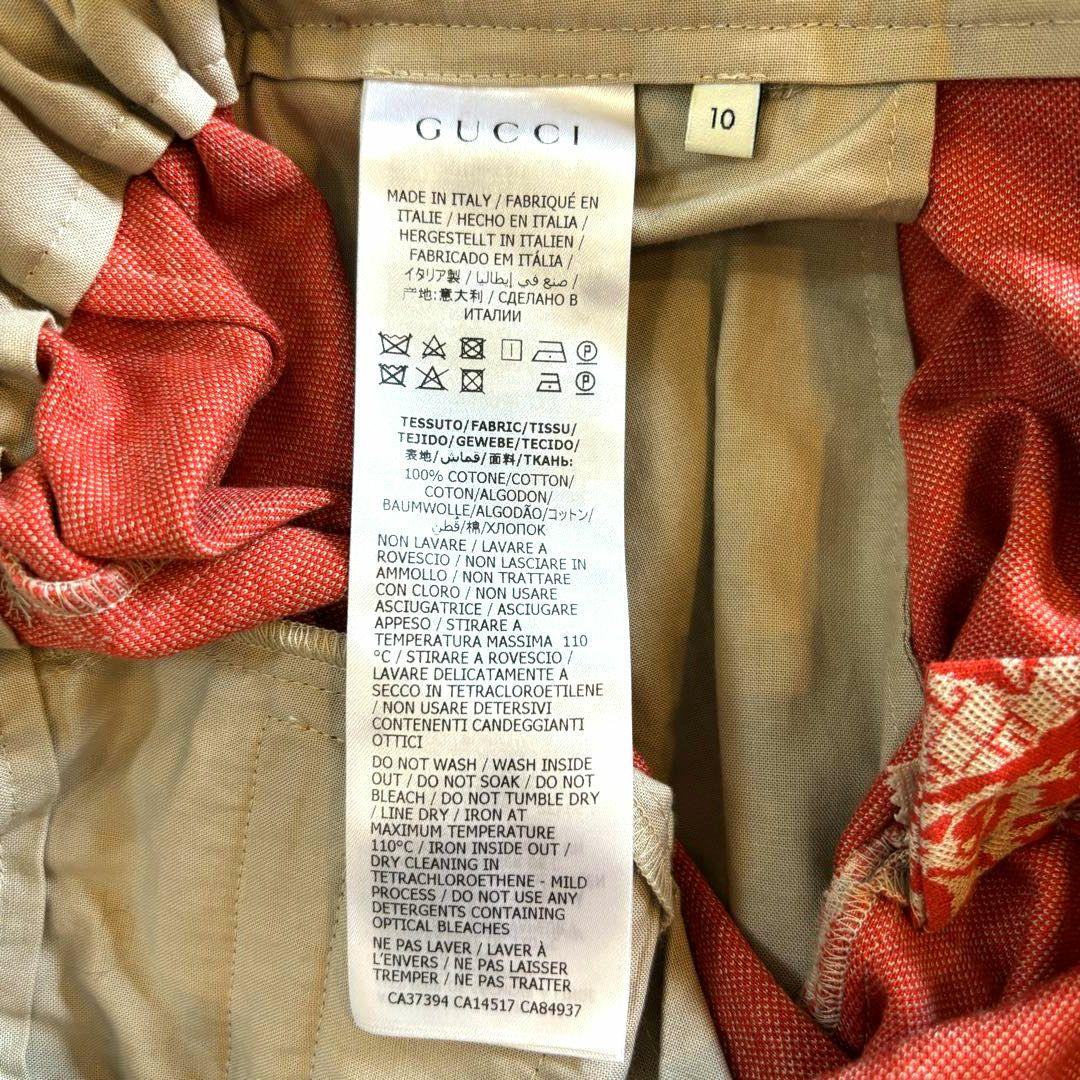 GUCCI
10
MADE IN ITALY / FABRIQUÉ EN
ITALIE / HECHO EN ITALIA /
HERGESTELLT IN ITALIEN /
FABRICADO EM ITÁLIA /
イタリア製 / صنع في إيطاليا /
产地:意大利 / СДЕЛАНО В
ИТАЛИИ
P
P
TESSUTO/FABRIC/TISSU/
TEJIDO/GEWEBE/TECIDO/
表地/قماش/面料/ТКАНЬ:
100% COTONE/COTTON/
COTON/ALGODON/
BAUMWOLLE/ALGODÃO/コットン/
قطن/棉/ХЛОПОК
NON LAVARE / LAVARE A
ROVESCIO / NON LASCIARE IN
AMMOLLO / NON TRATTARE
CON CLORO / NON USARE
ASCIUGATRICE / ASCIUGARE
APPESO / STIRARE A
TEMPERATURA MASSIMA 110
°C / STIRARE A ROVESCIO /
LAVARE DELICATAMENTE A
SECCO IN TETRACLOROETILENE
/ NON USARE DETERSIVI
CONTENENTI CANDEGGIANTI
OTTICI
DO NOT WASH / WASH INSIDE
OUT / DO NOT SOAK / DO NOT
BLEACH / DO NOT TUMBLE DRY
/ LINE DRY / IRON AT
MAXIMUM TEMPERATURE
110°C / IRON INSIDE OUT /
DRY CLEANING IN
TETRACHLOROETHENE - MILD
PROCESS / DO NOT USE ANY
DETERGENTS CONTAINING
OPTICAL BLEACHES
NE PAS LAVER / LAVER À
L'ENVERS / NE PAS LAISSER
TREMPER / NE PAS TRAITER
CA37394 CA14517 CA84937